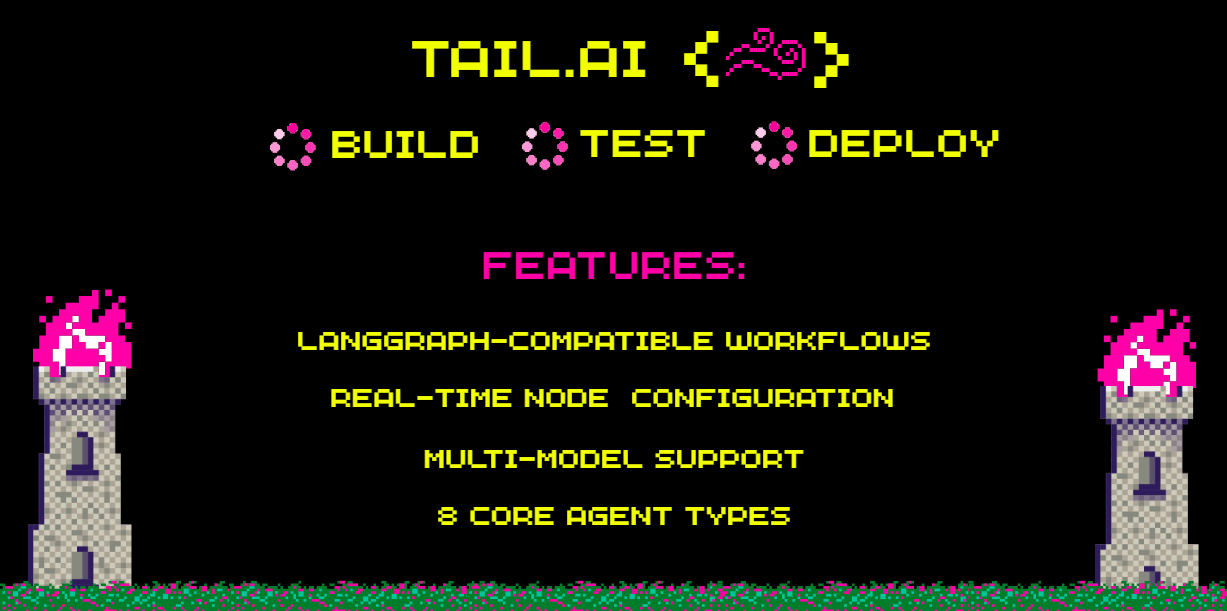 TAIL.AI
BUILD TEST DEPLOY
FEATURES:
LANGGRAPH-COMPATIBLE WORKFLOWS
REAL-TIME NODE CONFIGURATION
MULTI-MODEL SUPPORT
8 CORE AGENT TYPES